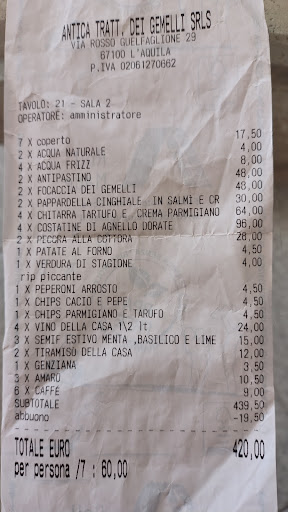 ANTICA TRATT. DEI GEMELLI SRLS
VIA ROSSO GUELFAGLIONE 29
67100 L'AQUILA
P.IVA 02061270662
TAVOLO: 21 - SALA 2
OPERATORE: amministratore
7 X coperto 17,50
2 X ACQUA NATURALE 4,00
4 X ACQUA FRIZZ 8,00
2 X ANTIPASTINO 48,00
2 X FOCACCIA DEI GEMELLI 48,00
2 X PAPPARDELLA CINGHIALE IN SALMÌ E CR 30,00
4 X CHITARRA TARTUFO E CREMA PARMIGIANO 64,00
4 X COSTATINE DI AGNELLO DORATE 96,00
2 X PECORA ALLA COTTORA 28,00
1 X PATATE AL FORNO 4,50
1 X VERDURA DI STAGIONE 4,00
rip piccante
1 X PEPERONI ARROSTO 4,50
1 X CHIPS CACIO E PEPE 4,50
1 X CHIPS PARMIGIANO E TARUFO 4,50
4 X VINO DELLA CASA 1\2 lt 24,00
3 X SEMIF ESTIVO MENTA ,BASILICO E LIME 15,00
2 X TIRAMISÙ DELLA CASA 12,00
1 X GENZIANA 3,50
3 X AMARO 10,50
6 X CAFFÈ 9,00
SUBTOTALE 439,50
abbuono -19,50
TOTALE EURO 420,00
per persona /7 : 60,00